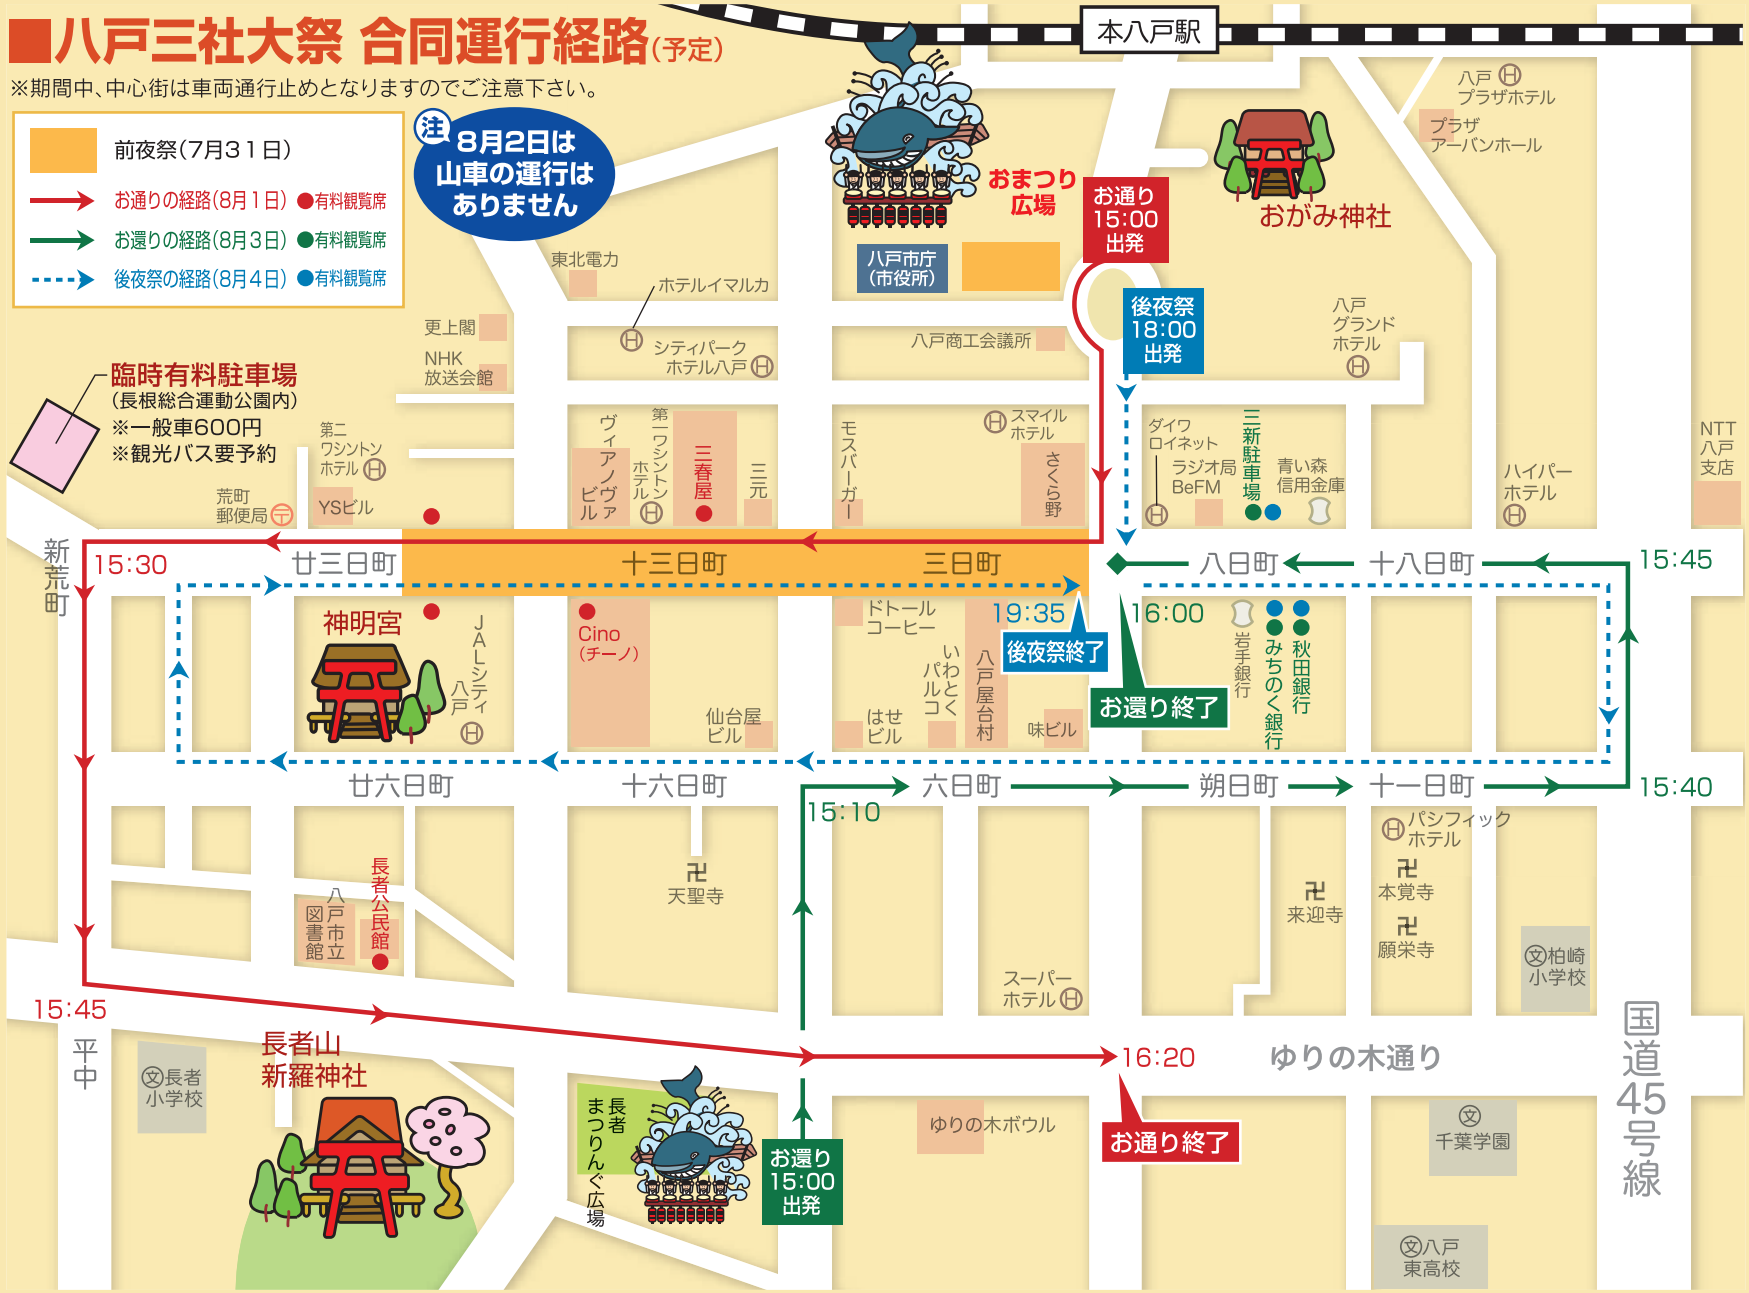 ■八戸三社大祭 合同運行経路(予定)
※期間中、中心街は車両通行止めとなりますのでご注意下さい。
前夜祭(7月31日)
お通りの経路(8月1日) ●有料観覧席
お還りの経路(8月3日) ●有料観覧席
後夜祭の経路(8月4日) ●有料観覧席
注
8月2日は
山車の運行は
ありません
本八戸駅
八戸 Ⓗ
プラザホテル
プラザ
アーバンホール
おまつり
広場
お通り
15:00
出発
おがみ神社
八戸市庁
(市役所)
東北電力
ホテルイマルカ
Ⓗ
更上閣
NHK
放送会館
シティパーク
ホテル八戸 Ⓗ
八戸商工会議所
後夜祭
18:00
出発
八戸
グランド
ホテル
Ⓗ
臨時有料駐車場
(長根総合運動公園内)
※一般車600円
※観光バス要予約
第二
ワシントン
ホテル Ⓗ
荒町
郵便局 〒
YSビル
ヴィアノヴァ
ビル
第一ワシントン
ホテル
Ⓗ
三春屋
三元
モスバーガー
Ⓗ スマイル
ホテル
さくら野
ダイワ
ロイネット
Ⓗ
ラジオ局
BeFM
三新駐車場
青い森
信用金庫
ハイパー
ホテル
Ⓗ
NTT
八戸
支店
新荒町
15:30
廿三日町
十三日町
三日町
八日町
十八日町
15:45
神明宮
JALシティ
八戸
Ⓗ
Cino
(チーノ)
仙台屋
ビル
ドトール
コーヒー
はせ
ビル
いわとく
パルコ
八戸屋台村
19:35
後夜祭終了
味ビル
16:00
お還り終了
岩手銀行
みちのく銀行
秋田銀行
廿六日町
十六日町
六日町
朔日町
十一日町
15:40
15:10
Ⓗ パシフィック
ホテル
卍
天聖寺
卍
本覚寺
卍
来迎寺
卍
願栄寺
八戸市立
図書館
長者公民館
文柏崎
小学校
スーパー
ホテル Ⓗ
15:45
平中
長者山
新羅神社
文長者
小学校
16:20
ゆりの木通り
国道45号線
長者
まつりんぐ広場
お還り
15:00
出発
ゆりの木ボウル
お通り終了
文
千葉学園
文八戸
東高校